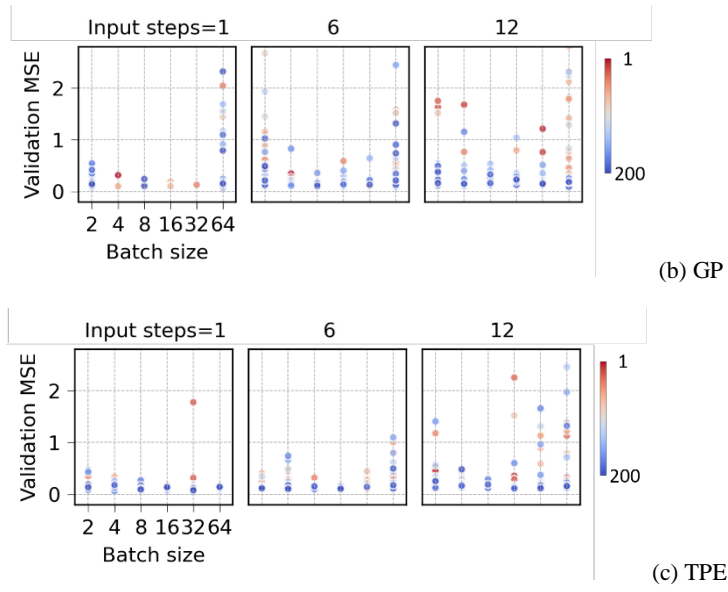 Input steps=1 6 12
2
1
0
Validation MSE
2 4 8 16 32 64
Batch size
1
200
(b) GP
Input steps=1 6 12
2
1
0
Validation MSE
2 4 8 16 32 64
Batch size
1
200
(c) TPE